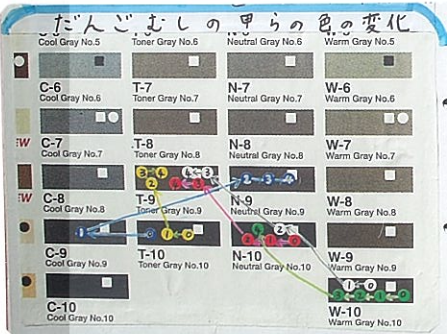 だんごむしの甲らの色の変化
Cool Gray No.5 Toner Gray No.6 Neutral Gray No.6 Warm Gray No.5
C-6 T-7 N-7 W-6
Cool Gray No.6 Toner Gray No.7 Neutral Gray No.7 Warm Gray No.6
C-7 T-8 N-8 W-7
Cool Gray No.7 Toner Gray No.8 Neutral Gray No.8 Warm Gray No.7
C-8 T-9 N-9 W-8
Cool Gray No.8 Toner Gray No.9 Neutral Gray No.9 Warm Gray No.8
C-9 T-10 N-10 W-9
Cool Gray No.9 Toner Gray No.10 Neutral Gray No.10 Warm Gray No.9
C-10 W-10
Cool Gray No.10 Warm Gray No.10